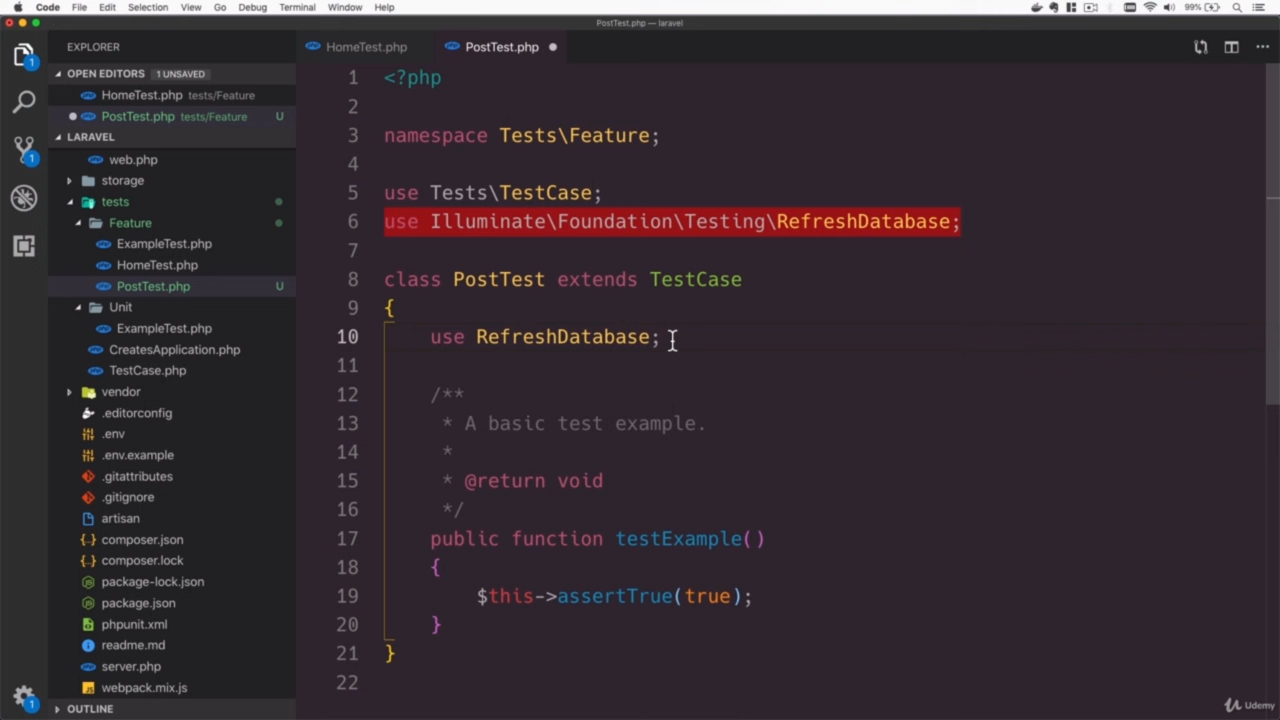 Code File Edit Selection View Go Debug Terminal Window Help 99%
PostTest.php — laravel
EXPLORER
OPEN EDITORS 1 UNSAVED
HomeTest.php tests/Feature
PostTest.php tests/Feature U
LARAVEL
web.php
storage
tests
Feature
ExampleTest.php
HomeTest.php
PostTest.php U
Unit
ExampleTest.php
CreatesApplication.php
TestCase.php
vendor
.editorconfig
.env
.env.example
.gitattributes
.gitignore
artisan
composer.json
composer.lock
package-lock.json
package.json
phpunit.xml
readme.md
server.php
webpack.mix.js
OUTLINE
1
1
1
HomeTest.php PostTest.php
1 <?php
2
3 namespace Tests\Feature;
4
5 use Tests\TestCase;
6 use Illuminate\Foundation\Testing\RefreshDatabase;
7
8 class PostTest extends TestCase
9 {
10 use RefreshDatabase;
11
12 /**
13 * A basic test example.
14 *
15 * @return void
16 */
17 public function testExample()
18 {
19 $this->assertTrue(true);
20 }
21 }
22
Udemy